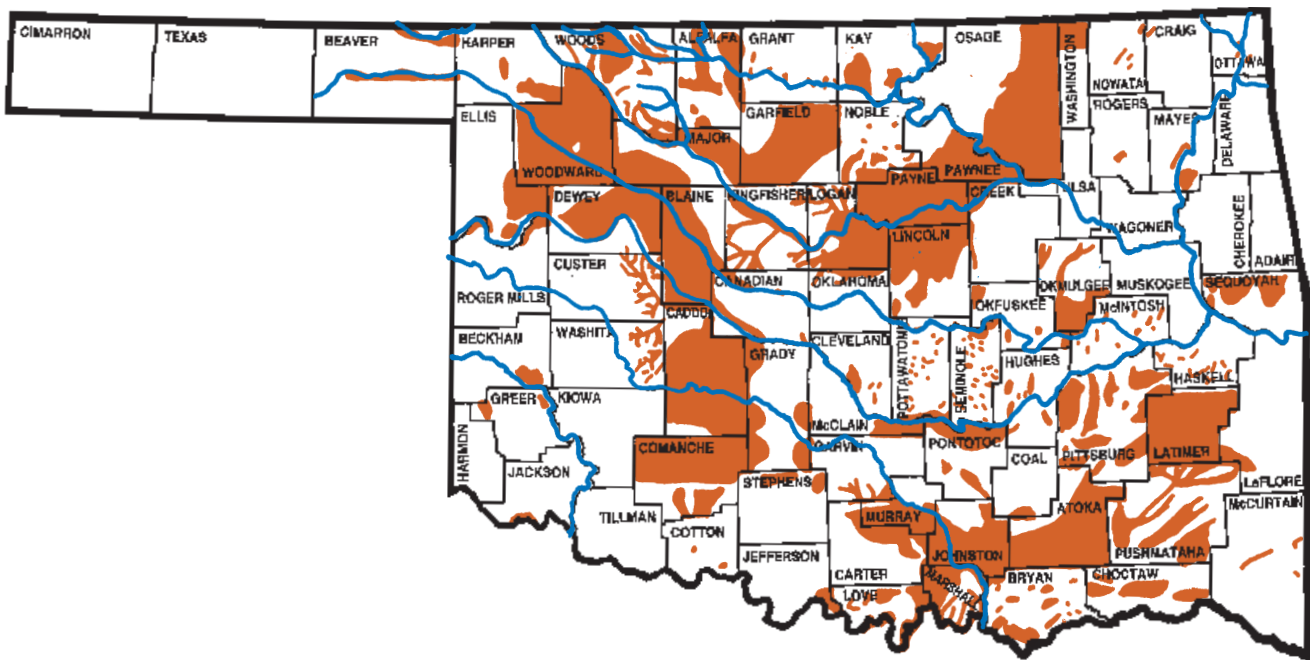 CIMARRON
TEXAS
BEAVER
HARPER
WOODS
ALFALFA
GRANT
KAY
OSAGE
WASHINGTON
NOWATA
CRAIG
OTTAWA
ELLIS
WOODWARD
MAJOR
GARFIELD
NOBLE
ROGERS
MAYES
DELAWARE
PAWNEE
PAYNE
DEWEY
BLAINE
KINGFISHER
LOGAN
CREEK
ULSA
WAGONER
CHEROKEE
ADAIR
LINCOLN
ROGER MILLS
CUSTER
CANADIAN
OKLAHOMA
OKFUSKEE
OKMULGEE
MUSKOGEE
SEQUOYAH
McINTOSH
BECKHAM
WASHITA
CADDO
GRADY
CLEVELAND
POTTAWATOMI
SEMINOLE
HUGHES
HASKELL
GREER
KIOWA
McCLAIN
HARMON
JACKSON
COMANCHE
GARVIN
PONTOTOC
COAL
PITTSBURG
LATIMER
LeFLORE
STEPHENS
TILLMAN
COTTON
MURRAY
ATOKA
McCURTAIN
JEFFERSON
JOHNSTON
PUSHMATAHA
CARTER
LOVE
MARSHALL
BRYAN
CHOCTAW